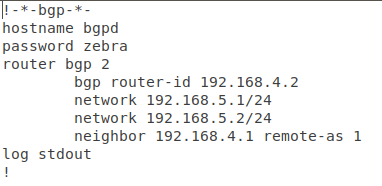 !-*-bgp-*-
hostname bgpd
password zebra
router bgp 2
        bgp router-id 192.168.4.2
        network 192.168.5.1/24
        network 192.168.5.2/24
        neighbor 192.168.4.1 remote-as 1
log stdout
!